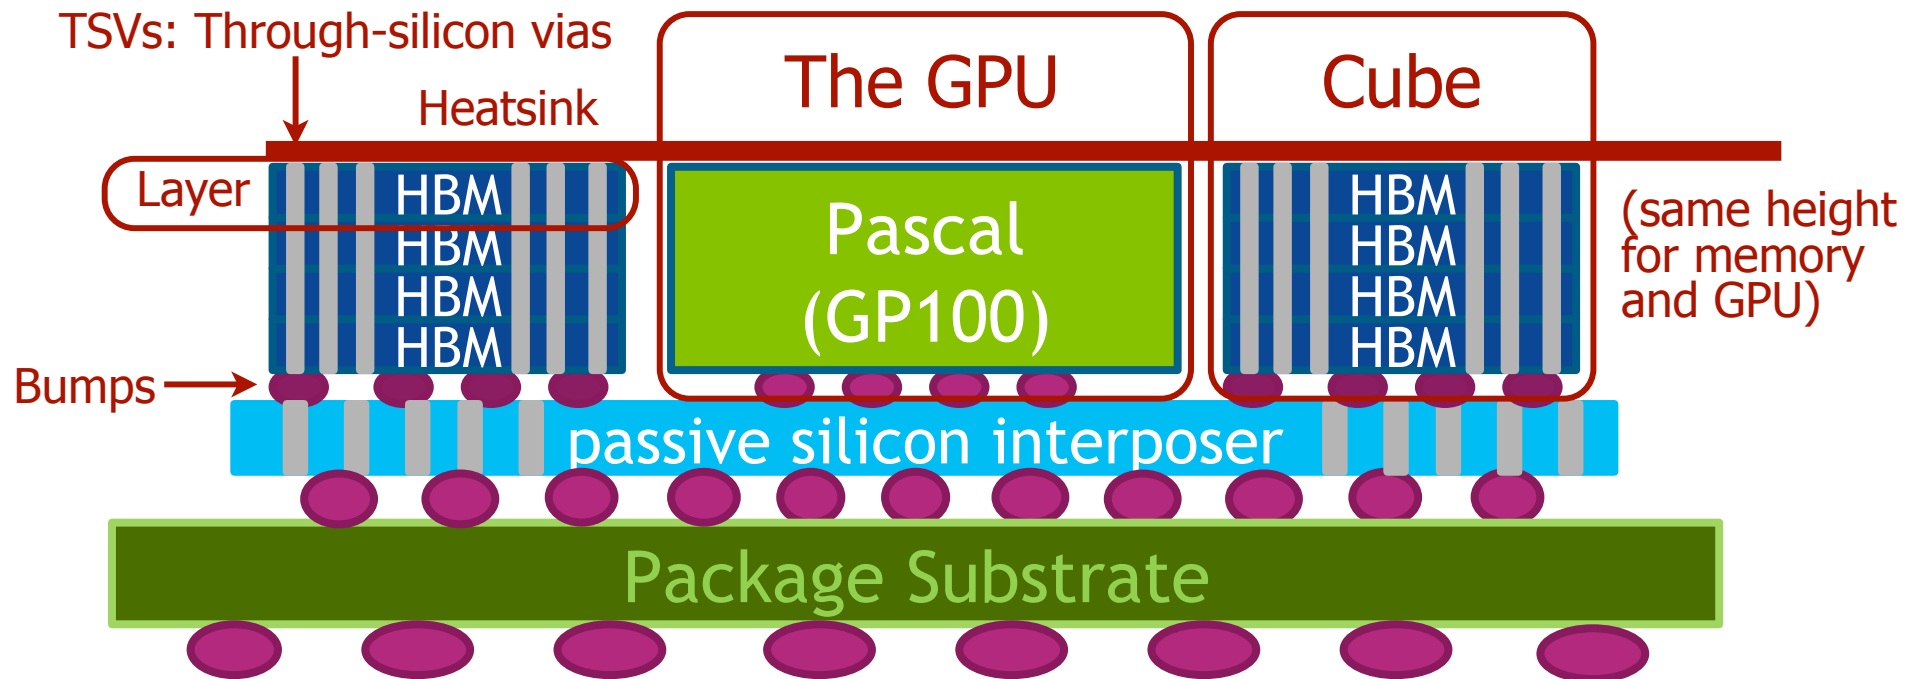 TSVs: Through-silicon vias
Heatsink
The GPU
Cube
Layer
HBM
HBM
HBM
HBM
Pascal
(GP100)
HBM
HBM
HBM
HBM
(same height
for memory
and GPU)
Bumps
passive silicon interposer
Package Substrate